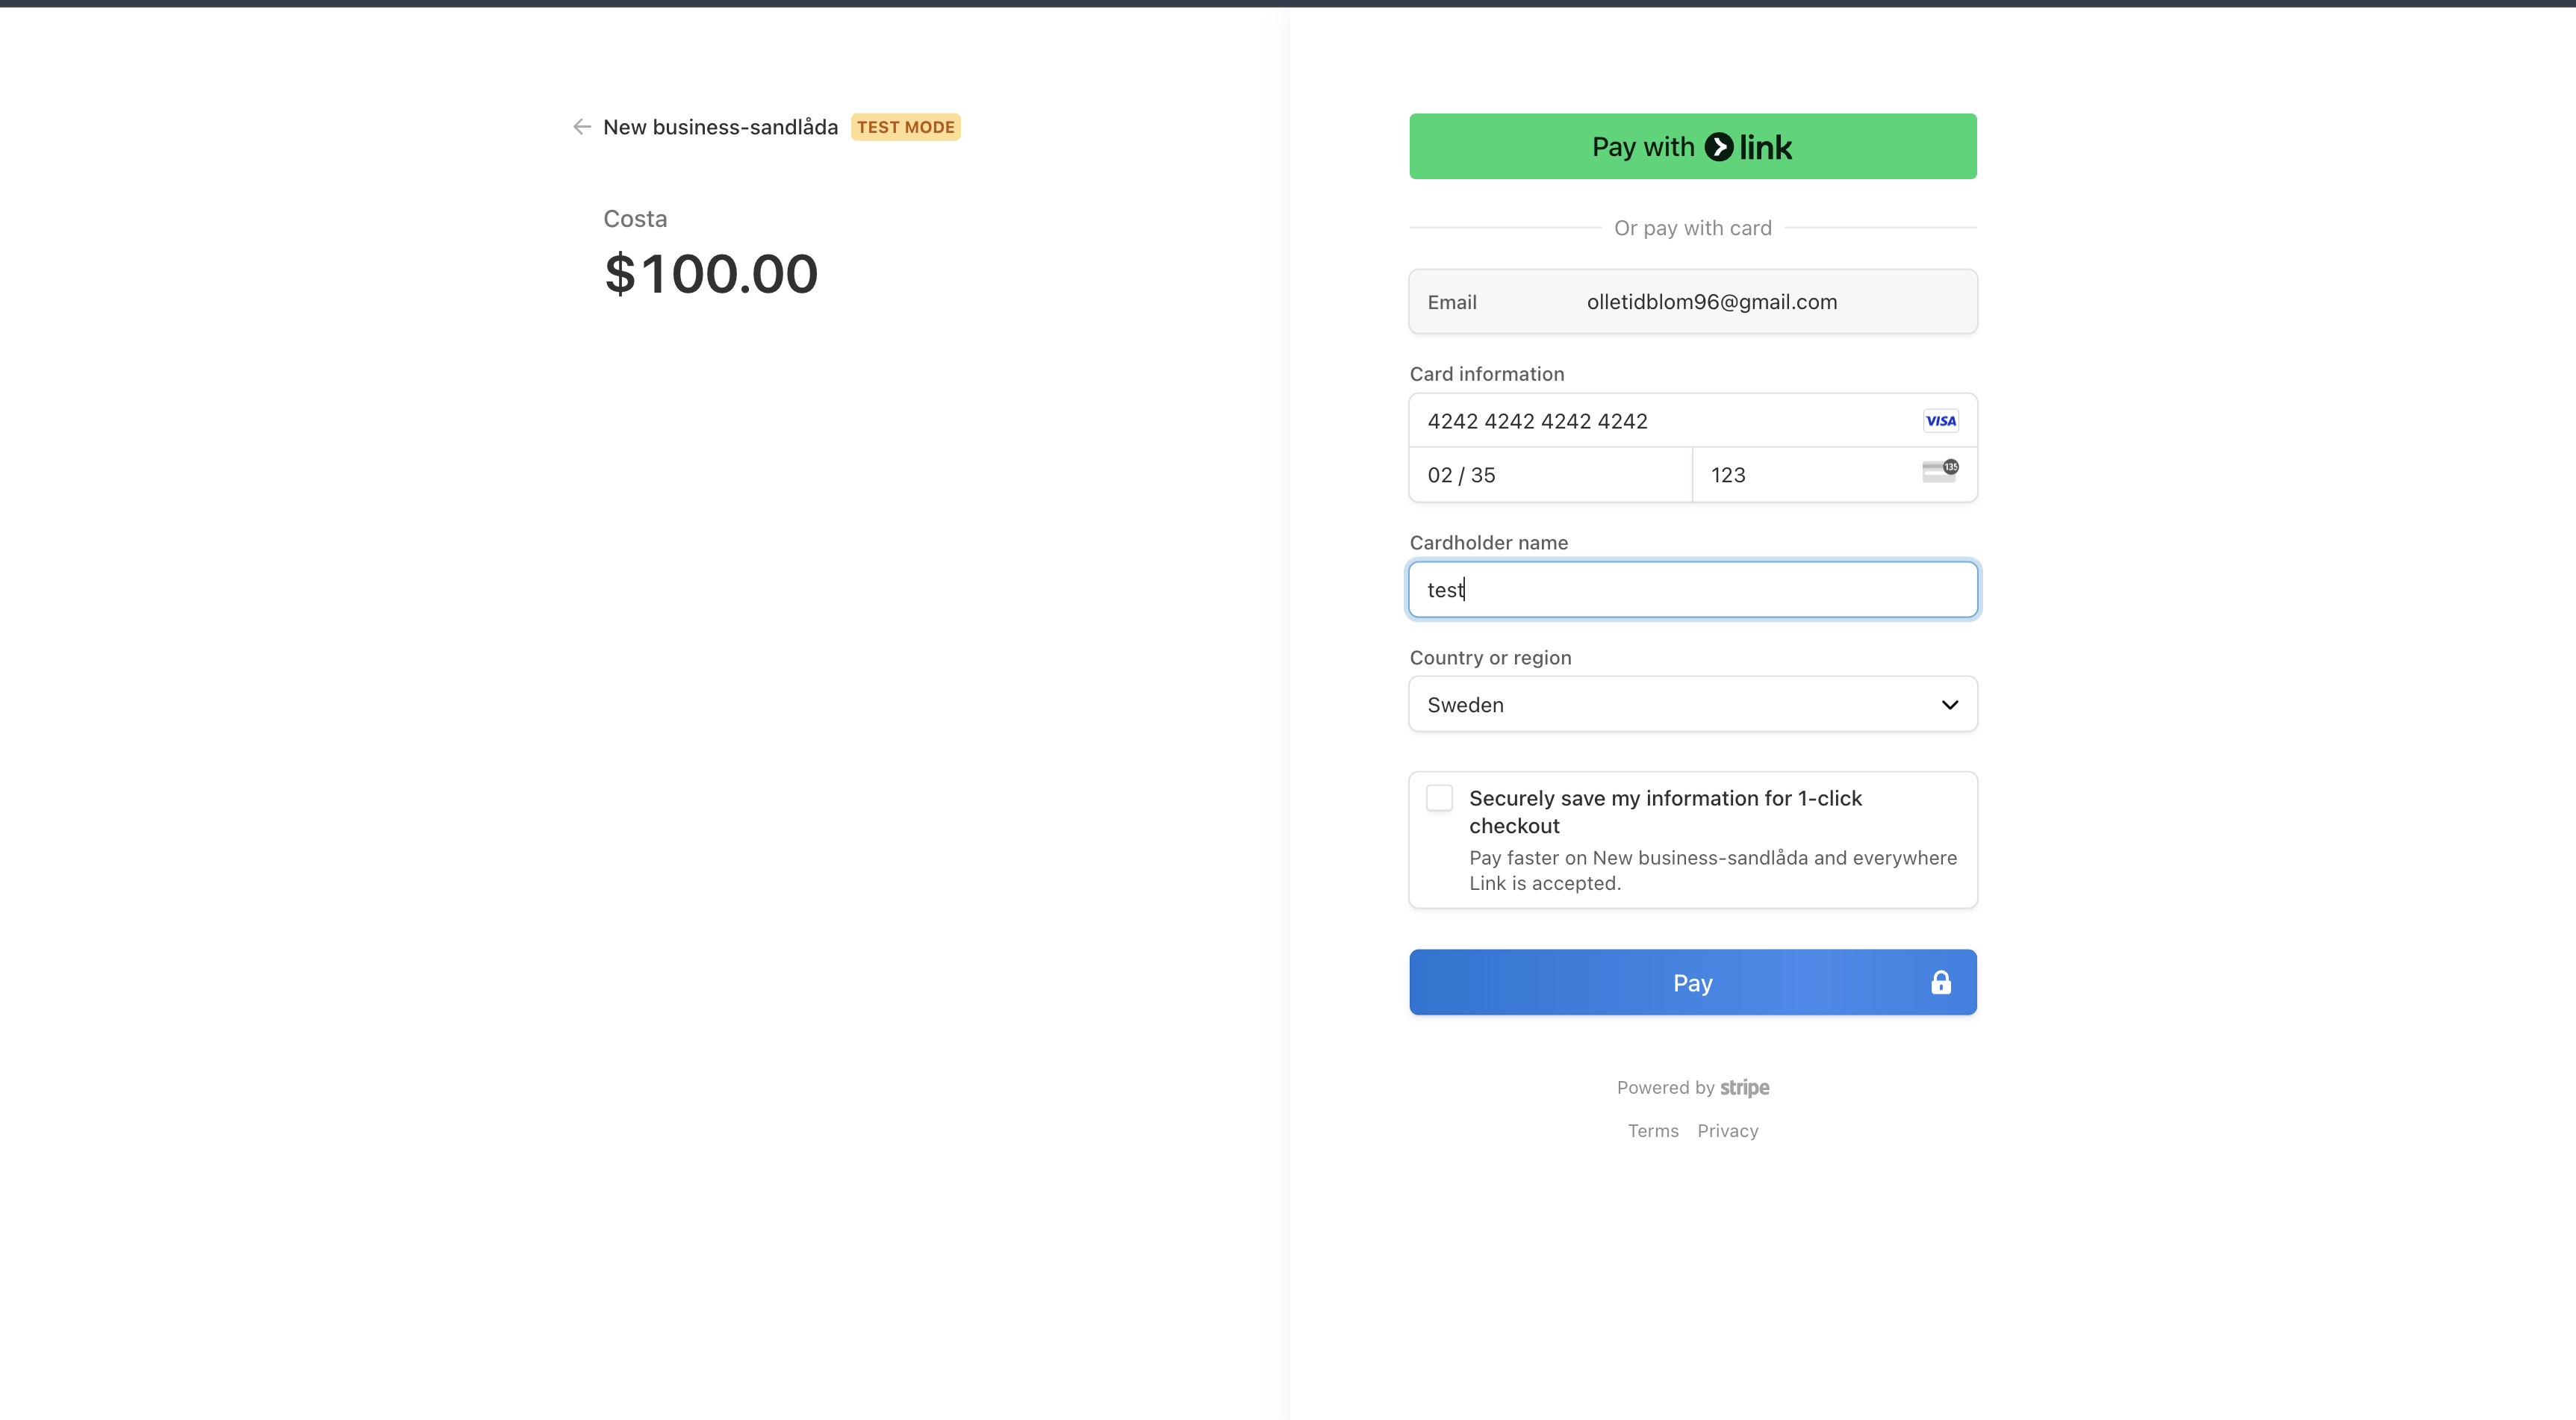 New business-sandlåda TEST MODE
Costa
$100.00
Pay with link
Or pay with card
Email olletidblom96@gmail.com
Card information
4242 4242 4242 4242 VISA
02 / 35 123 135
Cardholder name
test
Country or region
Sweden
Securely save my information for 1-click
checkout
Pay faster on New business-sandlåda and everywhere
Link is accepted.
Pay
Powered by stripe
Terms Privacy